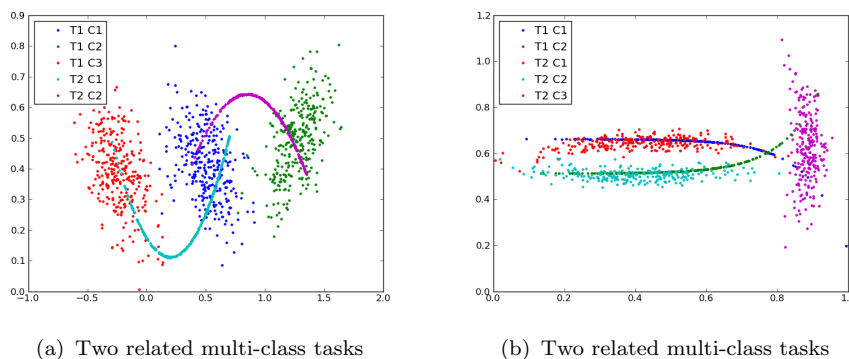 0.9
0.8
0.7
0.6
0.5
0.4
0.3
0.2
0.1
0.0
-1.0 -0.5 0.0 0.5 1.0 1.5 2.0
T1 C1
T1 C2
T1 C3
T2 C1
T2 C2
(a) Two related multi-class tasks
1.2
1.0
0.8
0.6
0.4
0.2
0.0
0.0 0.2 0.4 0.6 0.8 1.
T1 C1
T1 C2
T2 C1
T2 C2
T2 C3
(b) Two related multi-class tasks